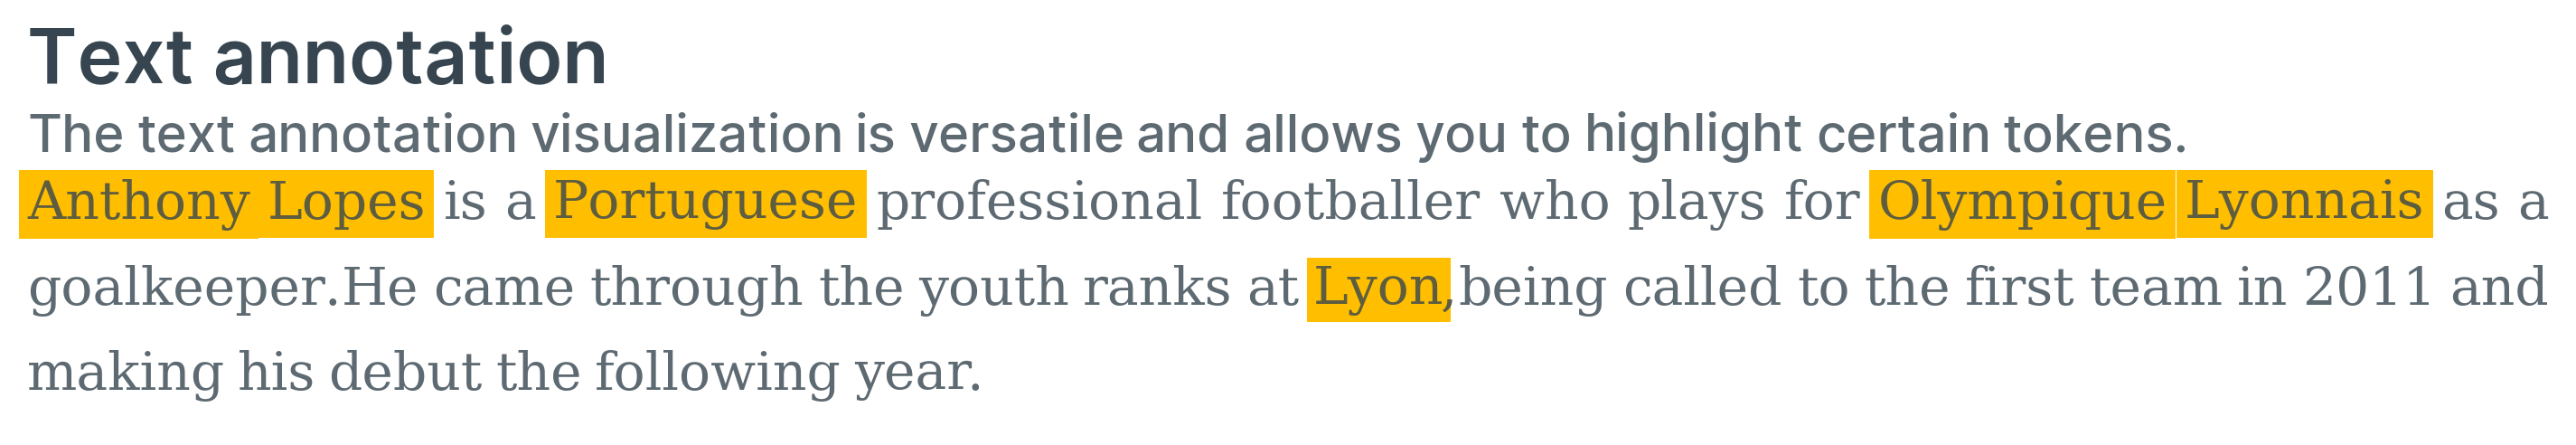 Text annotation
The text annotation visualization is versatile and allows you to highlight certain tokens.
Anthony Lopes is a Portuguese professional footballer who plays for Olympique Lyonnais as a
goalkeeper.He came through the youth ranks at Lyon,being called to the first team in 2011 and
making his debut the following year.